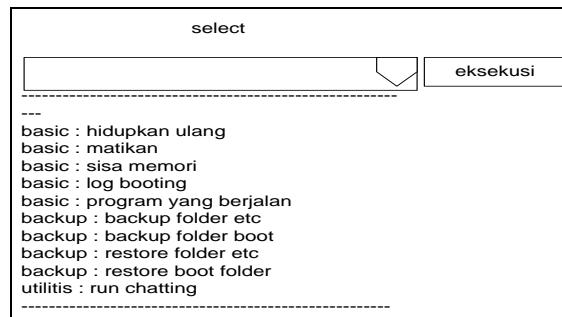 select
eksekusi
-------------------------------------------------------
---
basic : hidupkan ulang
basic : matikan
basic : sisa memori
basic : log booting
basic : program yang berjalan
backup : backup folder etc
backup : backup folder boot
backup : restore folder etc
backup : restore boot folder
utilitis : run chatting
------------------------------------------------------